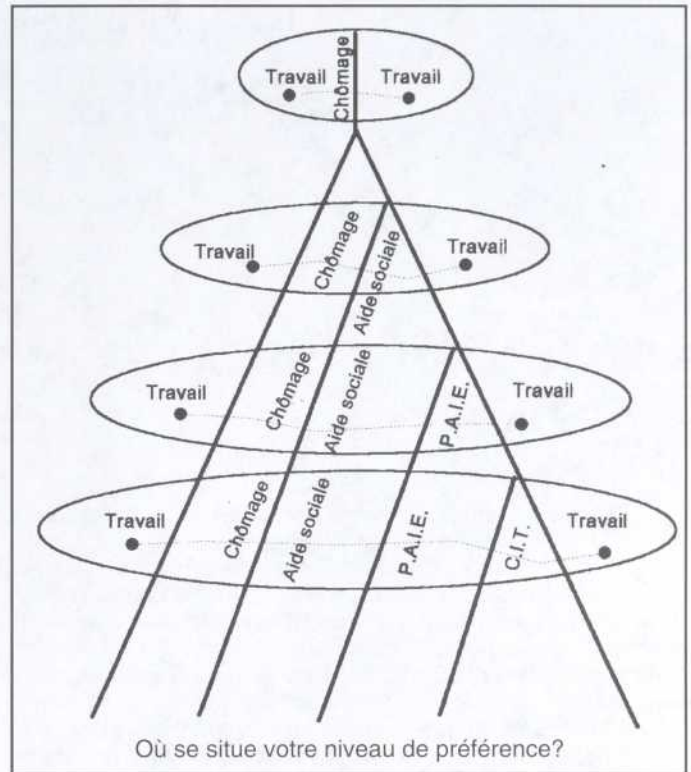 Travail
Chômage
Travail
Travail
Chômage
Aide sociale
Travail
Travail
Chômage
Aide sociale
P.A.I.E.
Travail
Travail
Chômage
Aide sociale
P.A.I.E.
C.I.T.
Travail
Où se situe votre niveau de préférence?